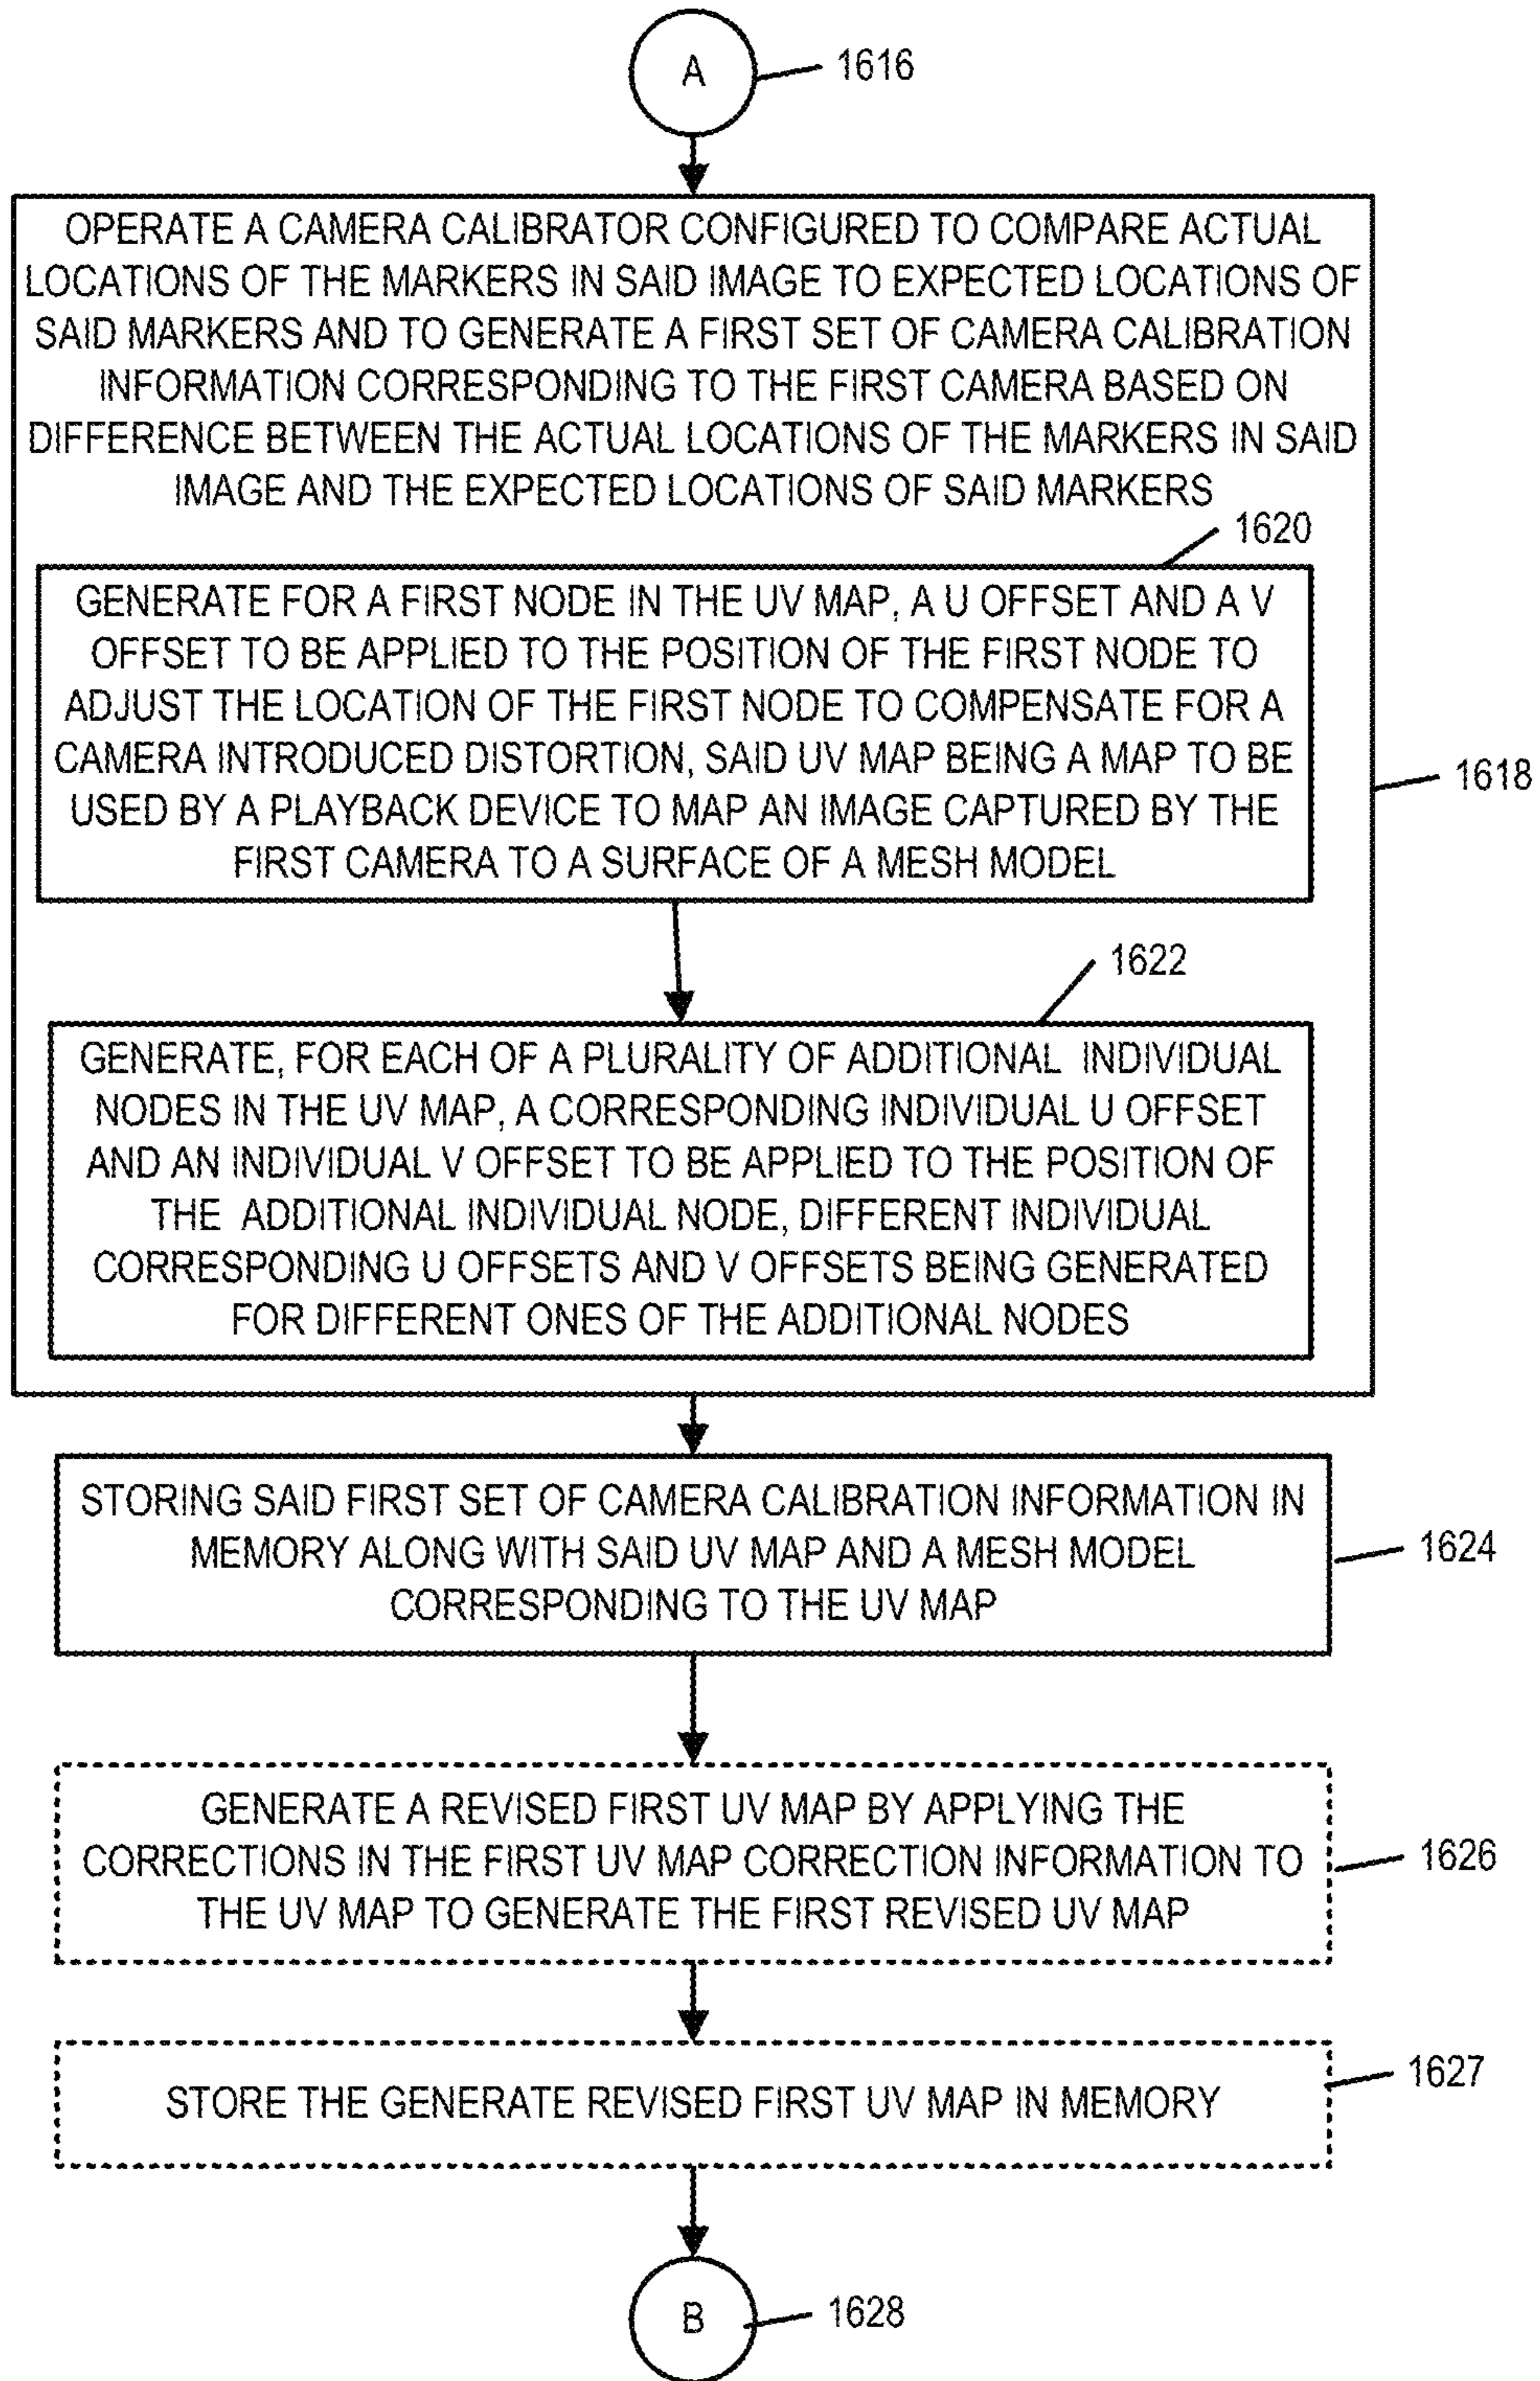 A
1616
OPERATE A CAMERA CALIBRATOR CONFIGURED TO COMPARE ACTUAL
LOCATIONS OF THE MARKERS IN SAID IMAGE TO EXPECTED LOCATIONS OF
SAID MARKERS AND TO GENERATE A FIRST SET OF CAMERA CALIBRATION
INFORMATION CORRESPONDING TO THE FIRST CAMERA BASED ON
DIFFERENCE BETWEEN THE ACTUAL LOCATIONS OF THE MARKERS IN SAID
IMAGE AND THE EXPECTED LOCATIONS OF SAID MARKERS
1620
GENERATE FOR A FIRST NODE IN THE UV MAP, A U OFFSET AND A V
OFFSET TO BE APPLIED TO THE POSITION OF THE FIRST NODE TO
ADJUST THE LOCATION OF THE FIRST NODE TO COMPENSATE FOR A
CAMERA INTRODUCED DISTORTION, SAID UV MAP BEING A MAP TO BE
USED BY A PLAYBACK DEVICE TO MAP AN IMAGE CAPTURED BY THE
FIRST CAMERA TO A SURFACE OF A MESH MODEL
1618
1622
GENERATE, FOR EACH OF A PLURALITY OF ADDITIONAL INDIVIDUAL
NODES IN THE UV MAP, A CORRESPONDING INDIVIDUAL U OFFSET
AND AN INDIVIDUAL V OFFSET TO BE APPLIED TO THE POSITION OF
THE ADDITIONAL INDIVIDUAL NODE, DIFFERENT INDIVIDUAL
CORRESPONDING U OFFSETS AND V OFFSETS BEING GENERATED
FOR DIFFERENT ONES OF THE ADDITIONAL NODES
STORING SAID FIRST SET OF CAMERA CALIBRATION INFORMATION IN
MEMORY ALONG WITH SAID UV MAP AND A MESH MODEL
CORRESPONDING TO THE UV MAP
1624
GENERATE A REVISED FIRST UV MAP BY APPLYING THE
CORRECTIONS IN THE FIRST UV MAP CORRECTION INFORMATION TO
THE UV MAP TO GENERATE THE FIRST REVISED UV MAP
1626
STORE THE GENERATE REVISED FIRST UV MAP IN MEMORY
1627
B
1628